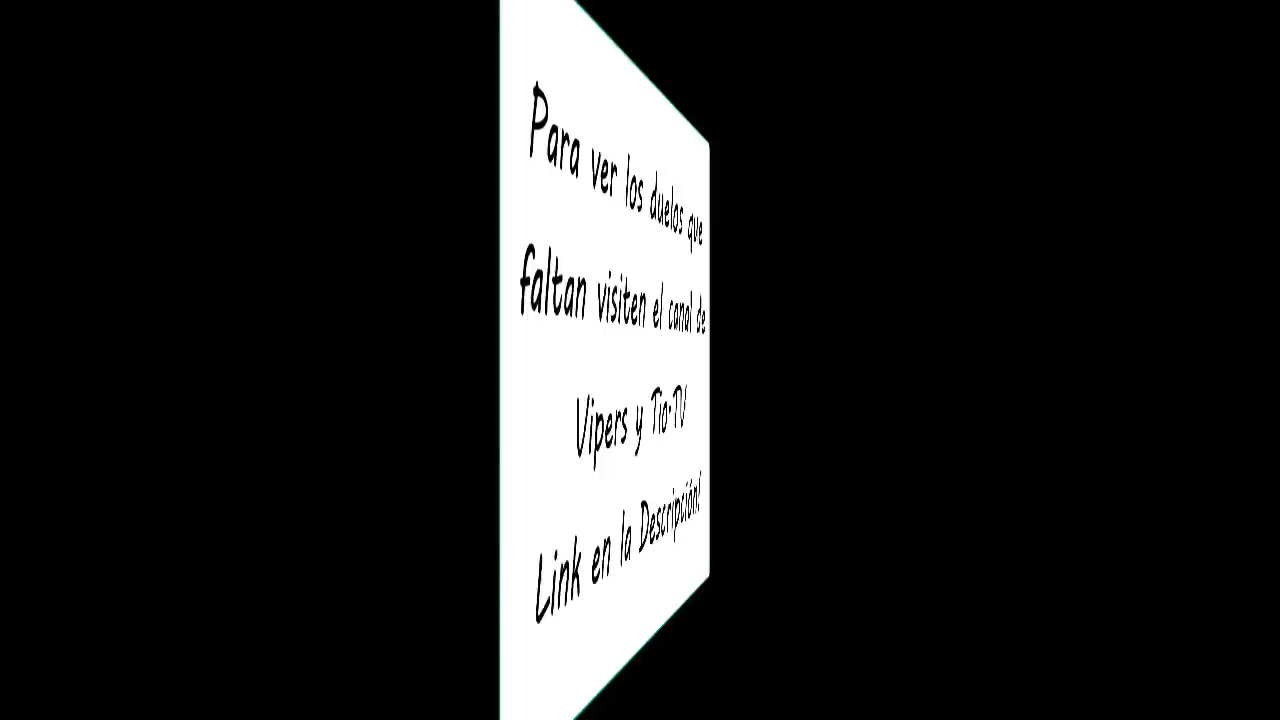 Para ver los duelos que
faltan visiten el canal de
Vipers y Tio-TV
Link en la Descripción!